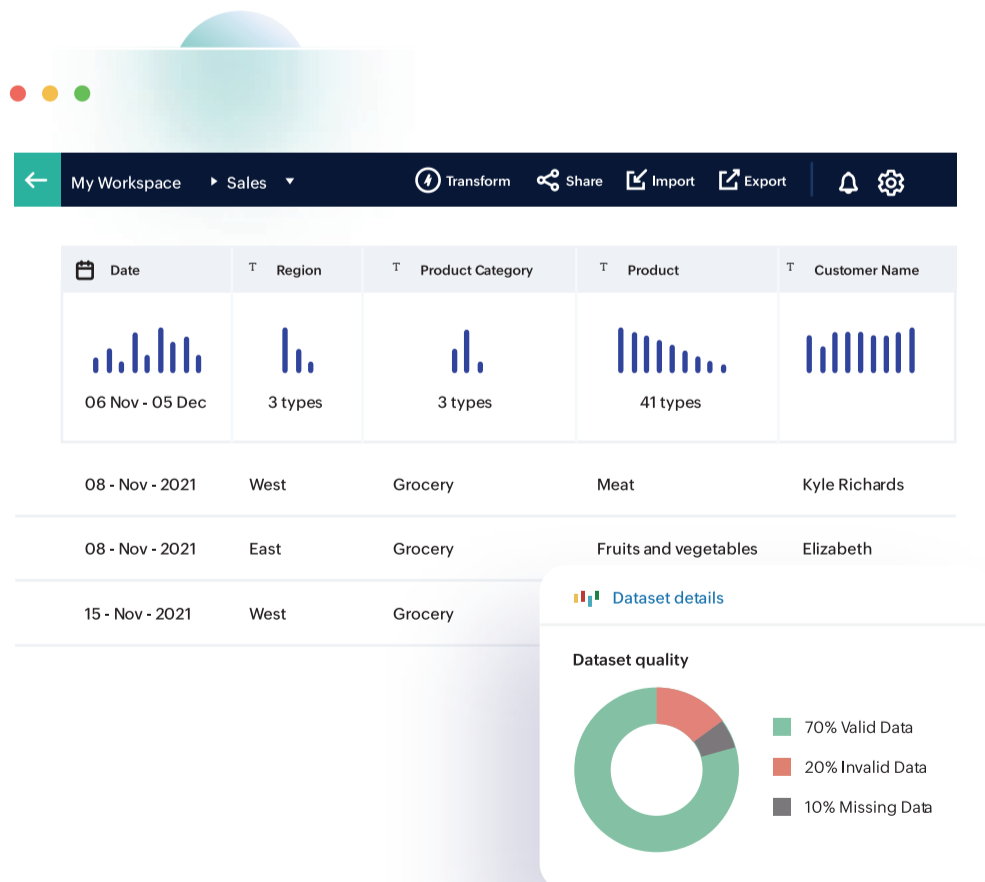 My Workspace Sales Transform Share Import Export
Date T Region T Product Category T Product T Customer Name
06 Nov - 05 Dec 3 types 3 types 41 types
08 - Nov - 2021 West Grocery Meat Kyle Richards
08 - Nov - 2021 East Grocery Fruits and vegetables Elizabeth
15 - Nov - 2021 West Grocery
Dataset details
Dataset quality
70% Valid Data
20% Invalid Data
10% Missing Data